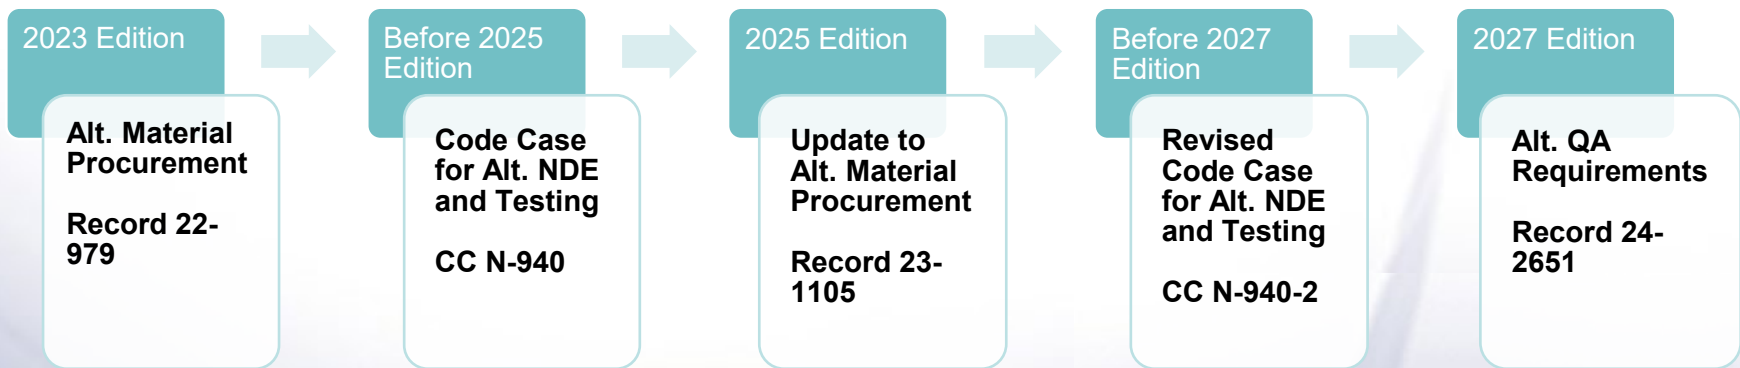 2023 Edition
Alt. Material
Procurement
Record 22-
979
Before 2025
Edition
Code Case
for Alt. NDE
and Testing
CC N-940
2025 Edition
Update to
Alt. Material
Procurement
Record 23-
1105
Before 2027
Edition
Revised
Code Case
for Alt. NDE
and Testing
CC N-940-2
2027 Edition
Alt. QA
Requirements
Record 24-
2651